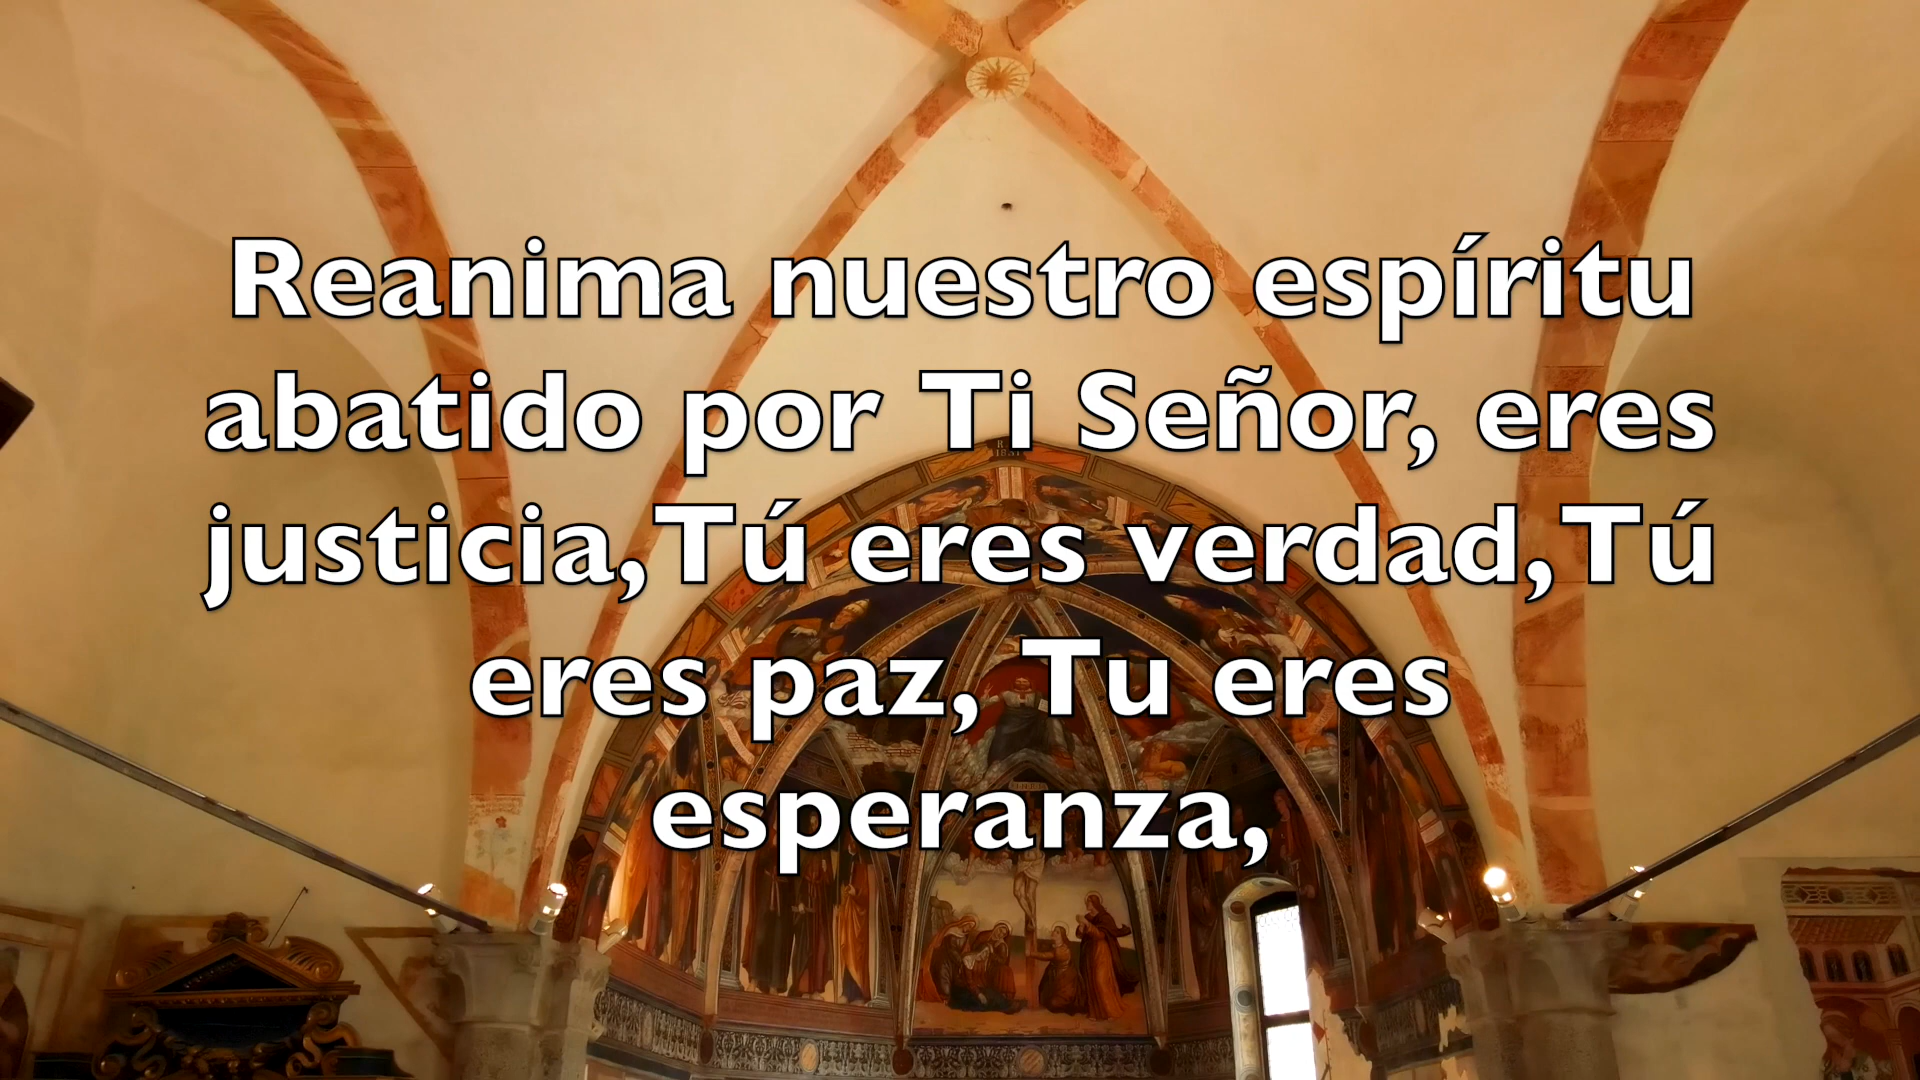 Reanima nuestro espíritu
abatido por Ti Señor, eres
justicia, Tú eres verdad, Tú
eres paz, Tu eres
esperanza,